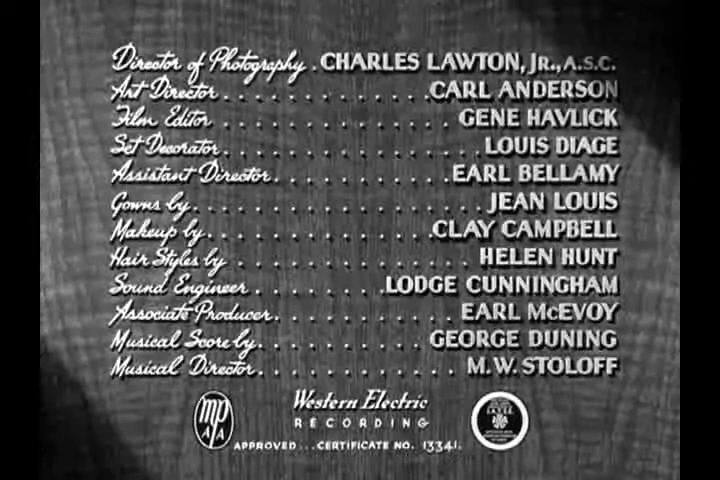 Director of Photography . CHARLES LAWTON, JR., A.S.C.
Art Director . . . . . . . . . . . . . CARL ANDERSON
Film Editor . . . . . . . . . . . . . . . GENE HAVLICK
Set Decorator . . . . . . . . . . . . . . . LOUIS DIAGE
Assistant Director . . . . . . . . . . EARL BELLAMY
Gowns by . . . . . . . . . . . . . . . . . JEAN LOUIS
Makeup by . . . . . . . . . . . . . CLAY CAMPBELL
Hair Styles by . . . . . . . . . . . . . . HELEN HUNT
Sound Engineer . . . . . . . . LODGE CUNNINGHAM
Associate Producer . . . . . . . . . . EARL McEVOY
Musical Score by . . . . . . . . . GEORGE DUNING
Musical Director . . . . . . . . . . . . M. W. STOLOFF
Western Electric
RECORDING
MPAA
I.A.T.S.E.
APPROVED... CERTIFICATE NO. 13341.